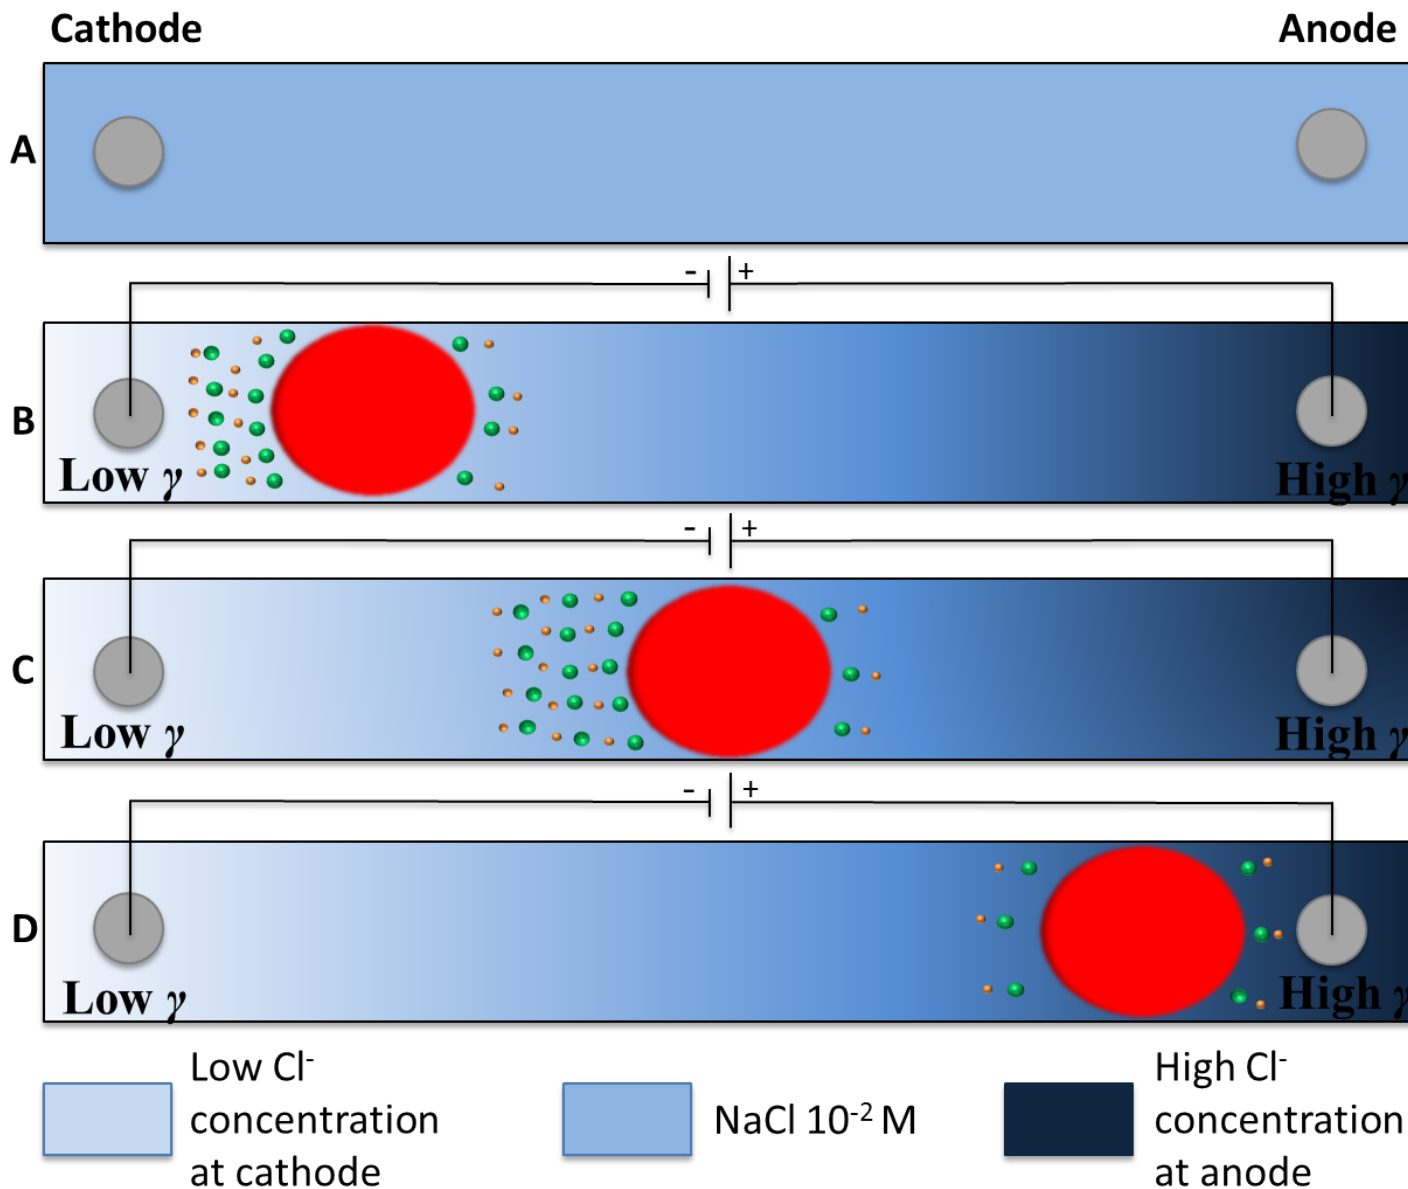 Cathode Anode
A
- +
B
Low γ High γ
- +
C
Low γ High γ
- +
D
Low γ High γ
Low Cl-
concentration
at cathode
NaCl 10-2 M
High Cl-
concentration
at anode